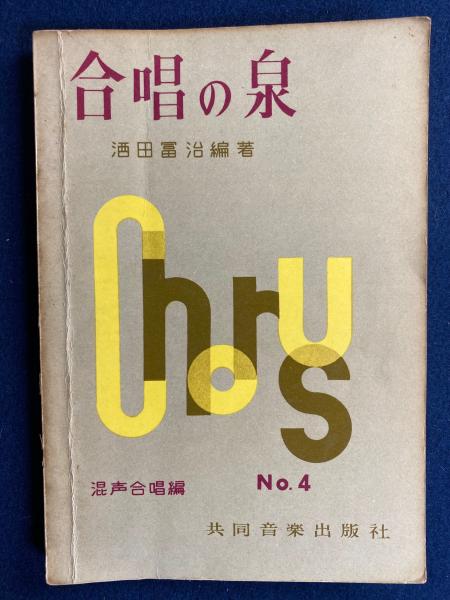 合唱の泉
酒田冨治編著
Chorus
混声合唱編 No.4
共同音楽出版社